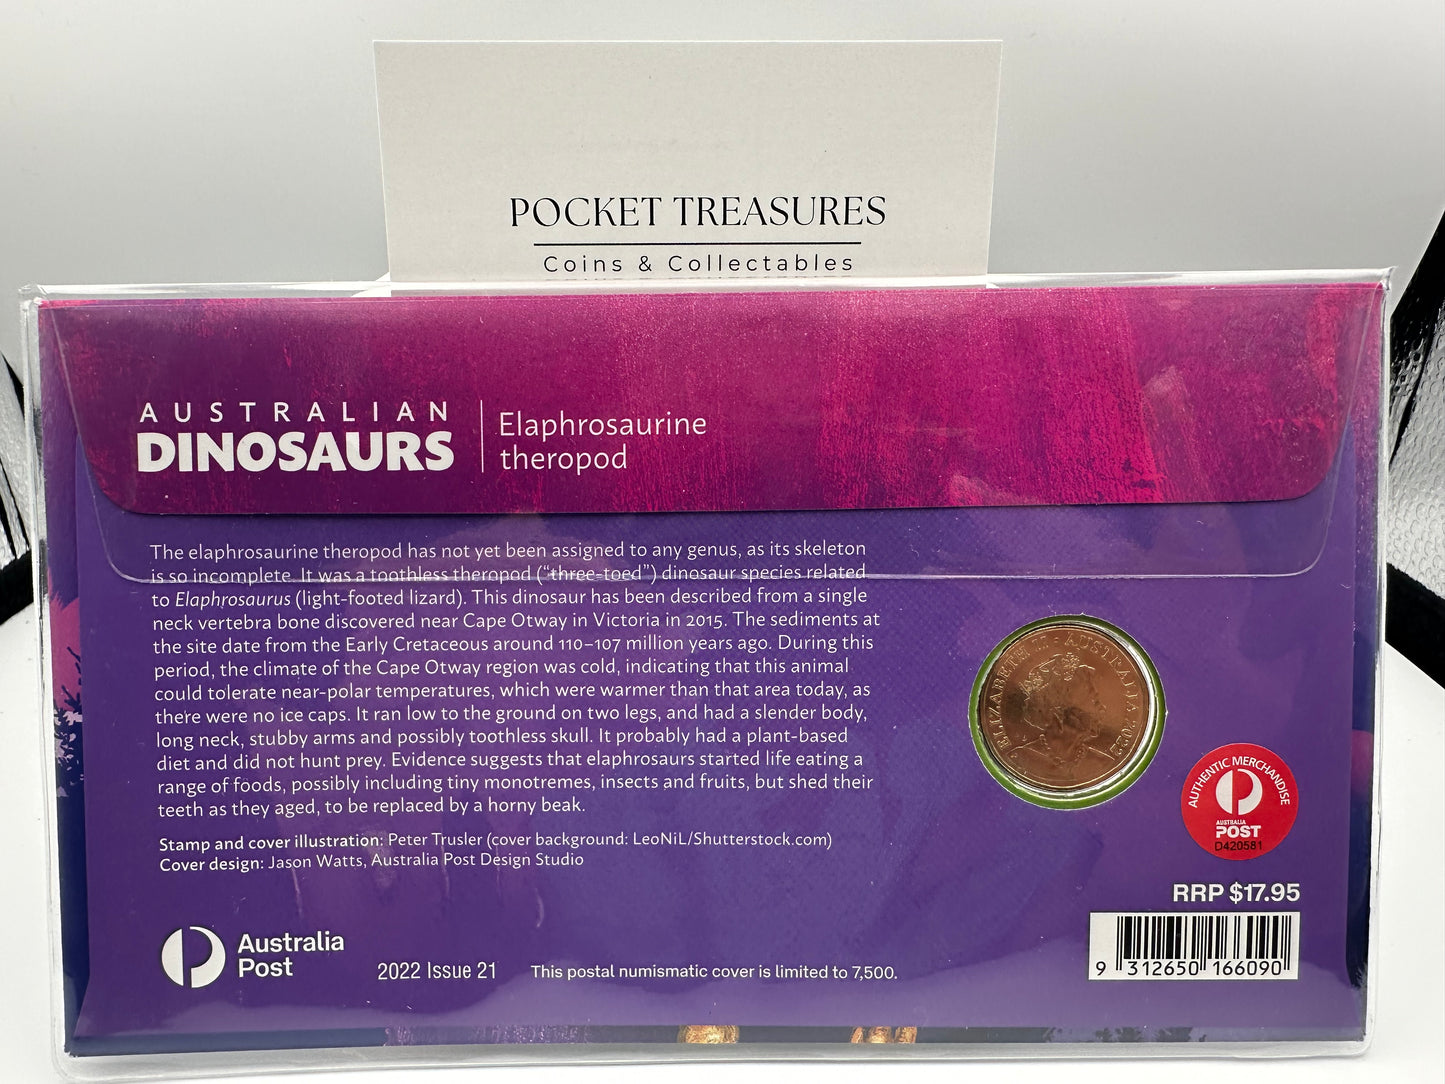 POCKET TREASURES
Coins & Collectables
AUSTRALIAN
DINOSAURS
Elaphrosaurine
theropod
The elaphrosaurine theropod has not yet been assigned to any genus, as its skeleton
is so incomplete. It was a toothless theropod (“three-toed”) dinosaur species related
to Elaphrosaurus (light-footed lizard). This dinosaur has been described from a single
neck vertebra bone discovered near Cape Otway in Victoria in 2015. The sediments at
the site date from the Early Cretaceous around 110–107 million years ago. During this
period, the climate of the Cape Otway region was cold, indicating that this animal
could tolerate near-polar temperatures, which were warmer than that area today, as
there were no ice caps. It ran low to the ground on two legs, and had a slender body,
long neck, stubby arms and possibly toothless skull. It probably had a plant-based
diet and did not hunt prey. Evidence suggests that elaphrosaurs started life eating a
range of foods, possibly including tiny monotremes, insects and fruits, but shed their
teeth as they aged, to be replaced by a horny beak.
Stamp and cover illustration: Peter Trusler (cover background: LeoNiL/Shutterstock.com)
Cover design: Jason Watts, Australia Post Design Studio
ELIZABETH II · AUSTRALIA 2022
AUTHENTIC MERCHANDISE
AUSTRALIA
POST
D420581
RRP $17.95
9 312650 166090
Australia
Post
2022 Issue 21
This postal numismatic cover is limited to 7,500.